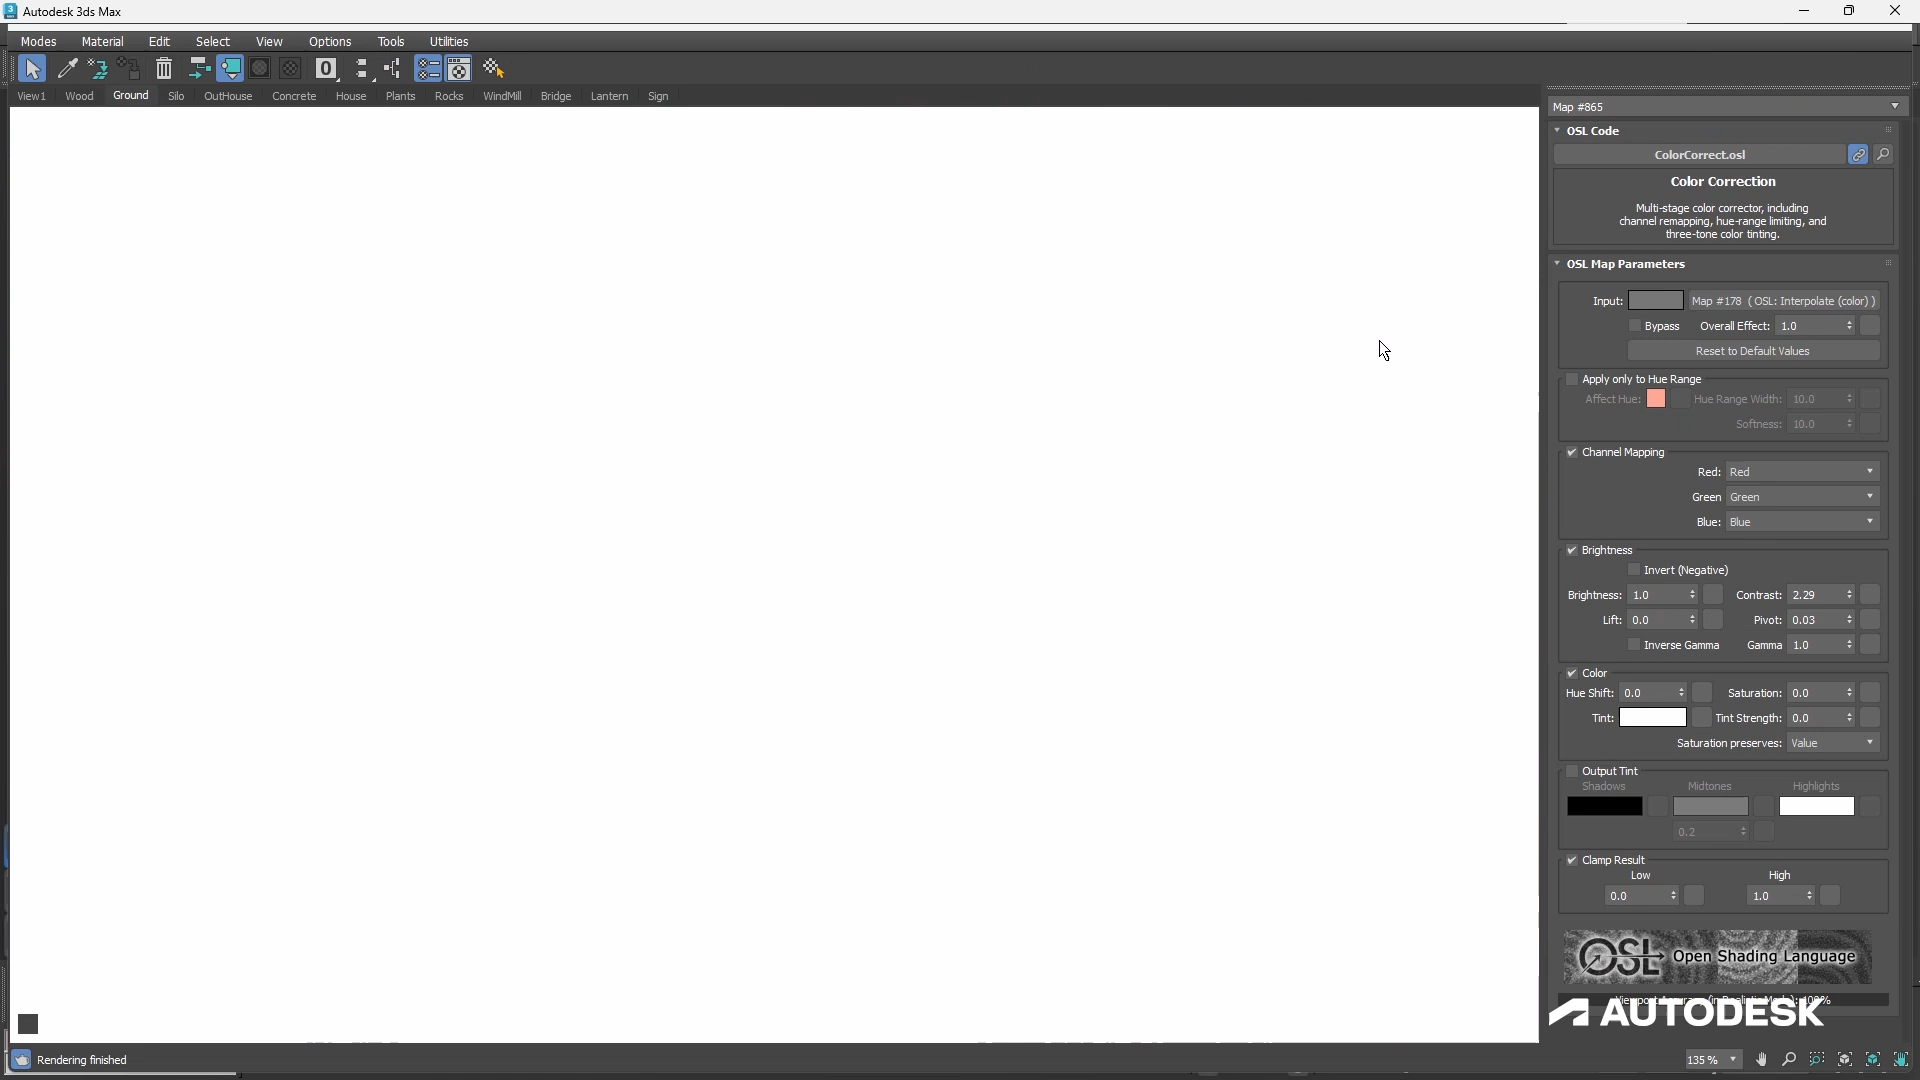 Autodesk 3ds Max
Modes Material Edit Select View Options Tools Utilities
View1 Wood Ground Silo OutHouse Concrete House Plants Rocks WindMill Bridge Lantern Sign
Map #865
OSL Code
ColorCorrect.osl
Color Correction
Multi-stage color corrector, including
channel remapping, hue-range limiting, and
three-tone color tinting.
OSL Map Parameters
Input: Map #178 ( OSL: Interpolate (color) )
Bypass Overall Effect: 1.0
Reset to Default Values
Apply only to Hue Range
Affect Hue: Hue Range Width: 10.0
Softness: 10.0
Channel Mapping
Red: Red
Green Green
Blue: Blue
Brightness
Invert (Negative)
Brightness: 1.0 Contrast: 2.29
Lift: 0.0 Pivot: 0.03
Inverse Gamma Gamma 1.0
Color
Hue Shift: 0.0 Saturation: 0.0
Tint: Tint Strength: 0.0
Saturation preserves: Value
Output Tint
Shadows Midtones Highlights
0.2
Clamp Result
Low High
0.0 1.0
OSL Open Shading Language
100%
AUTODESK
Rendering finished
135 %